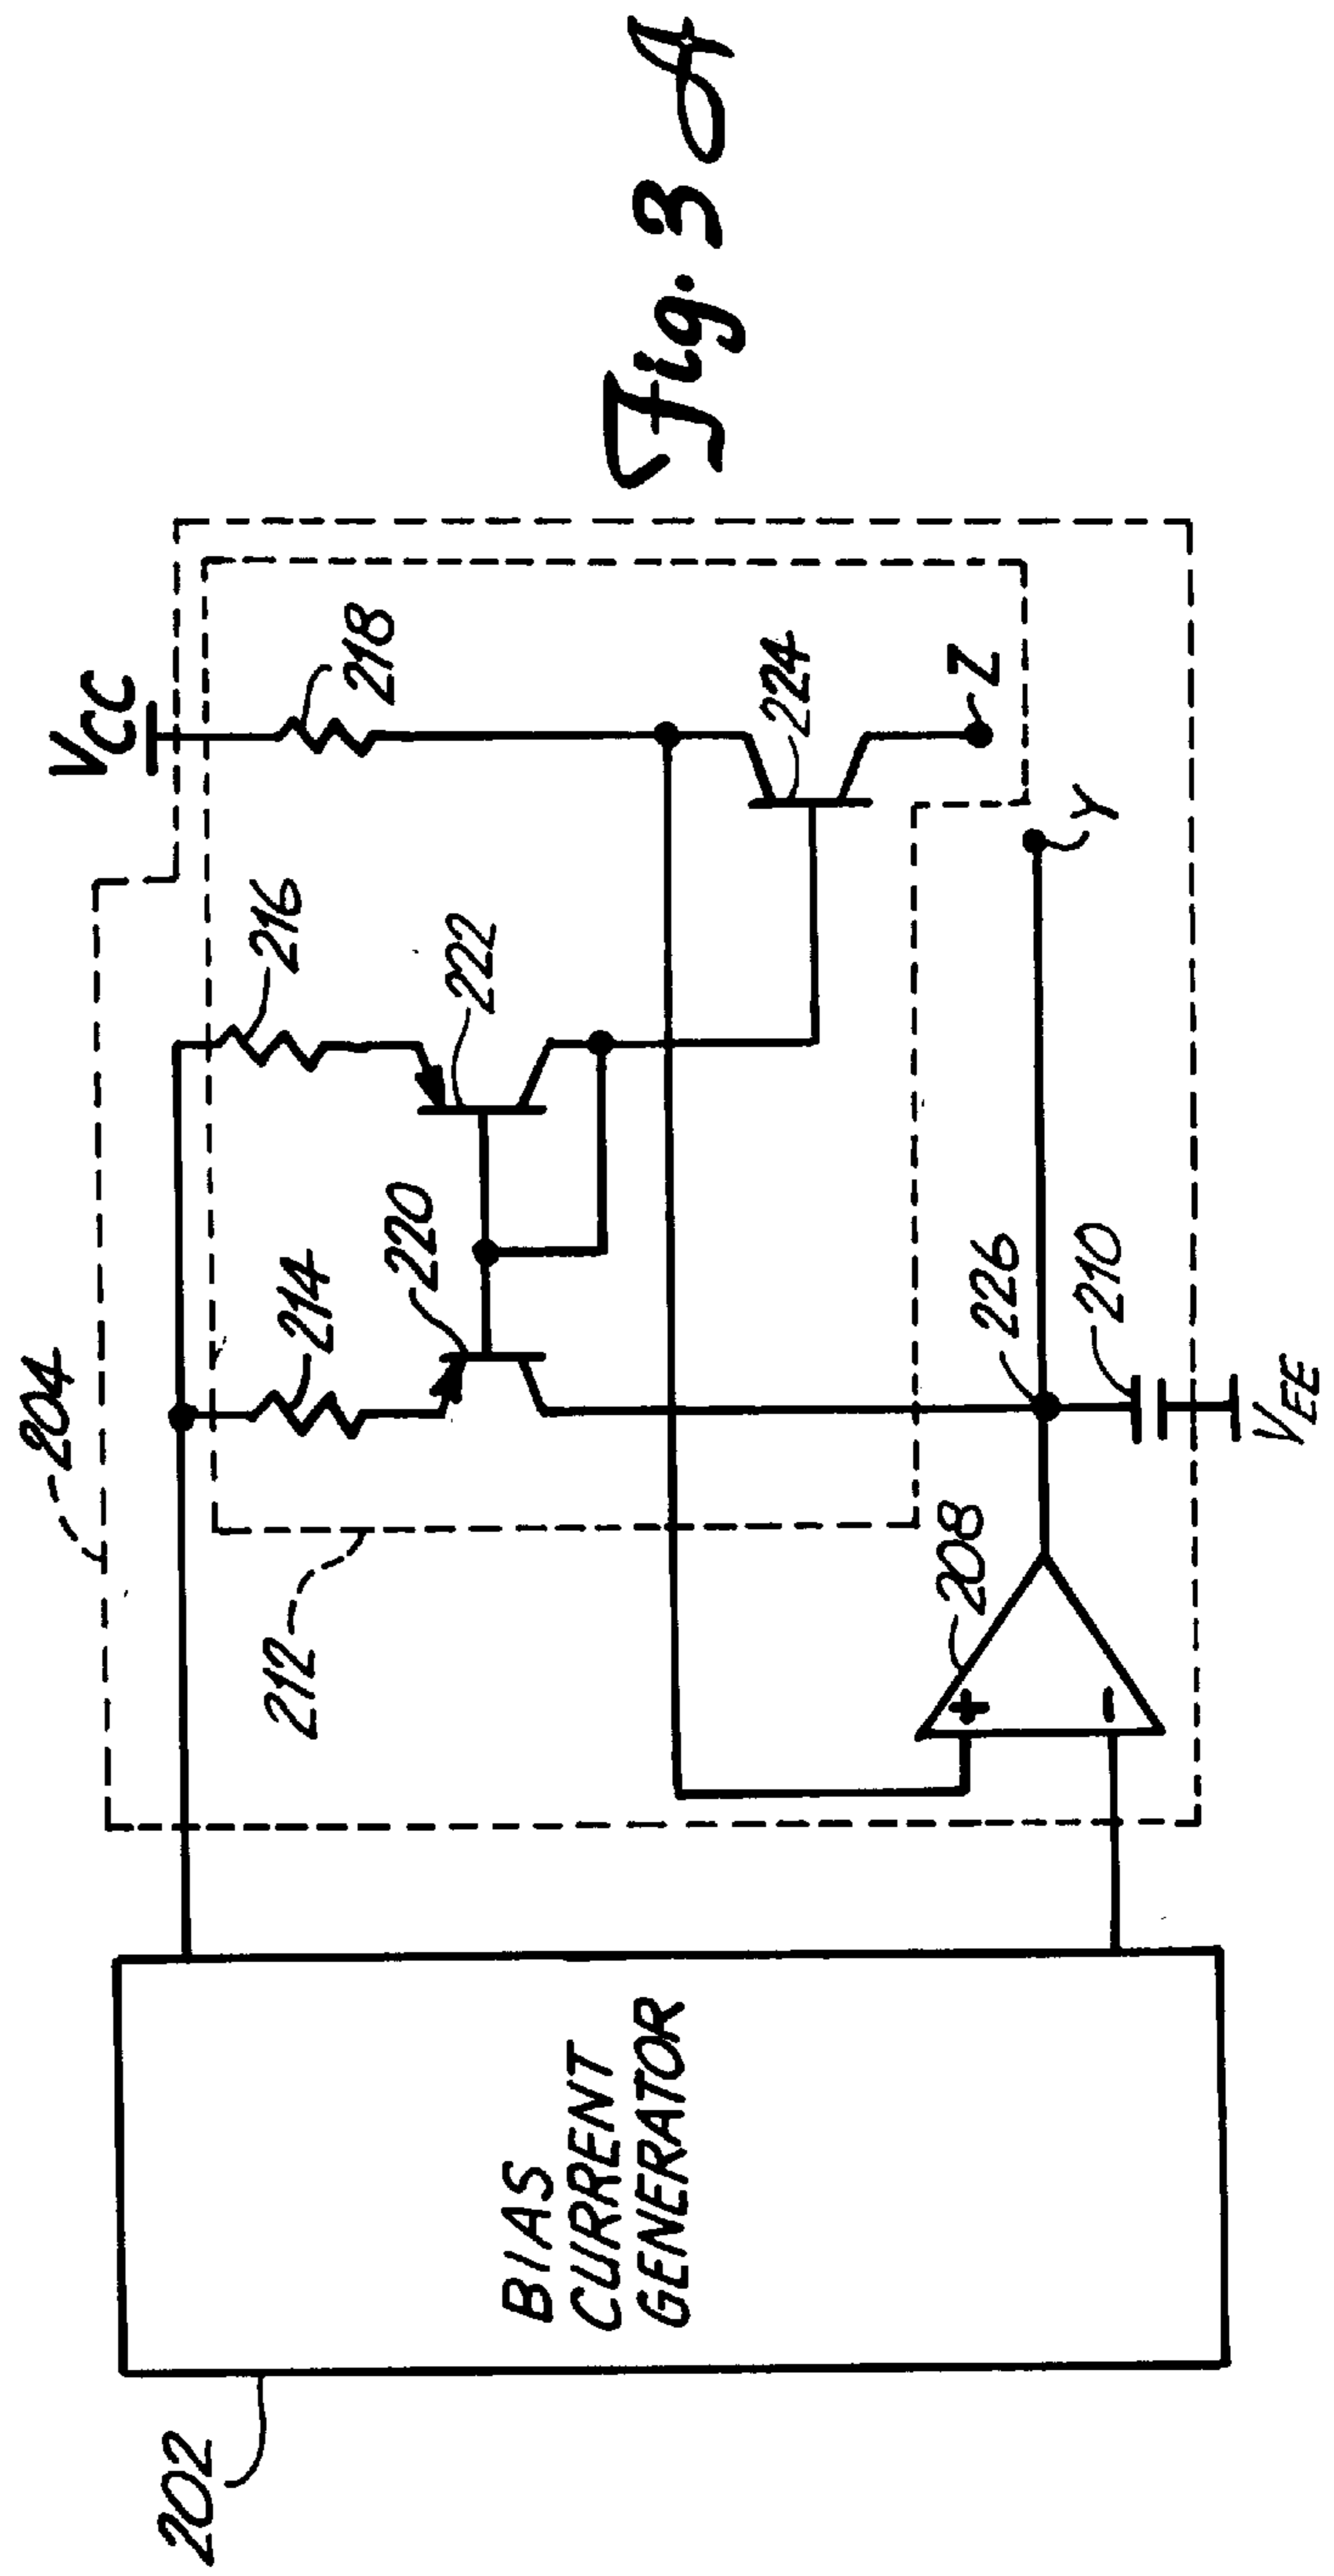 204
VCC
216
218
214
222
220
212
224
Z
226
Y
208
210
+
-
VEE
202
BIAS
CURRENT
GENERATOR
Fig. 3A